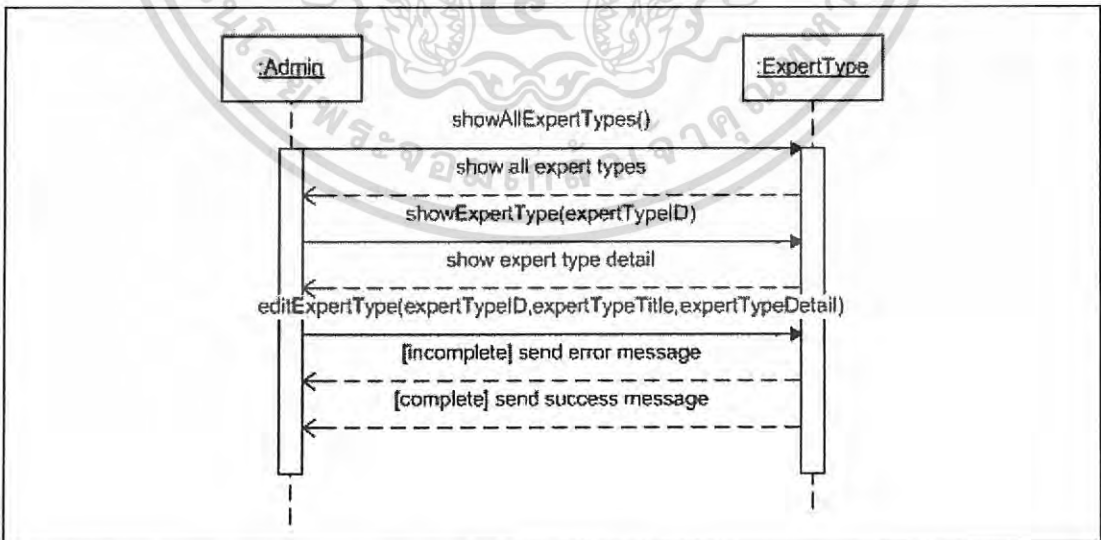 :Admin
:ExpertType
showAllExpertTypes()
show all expert types
showExpertType(expertTypeID)
show expert type detail
editExpertType(expertTypeID,expertTypeTitle,expertTypeDetail)
[incomplete] send error message
[complete] send success message